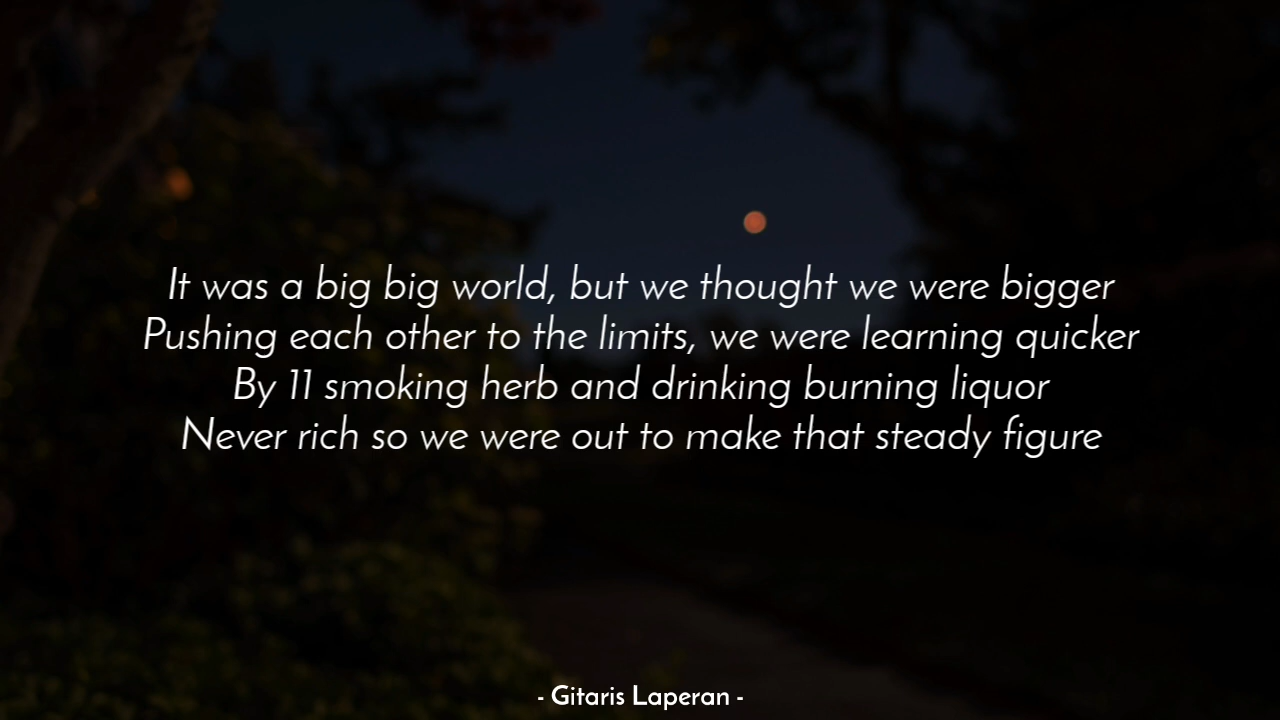 It was a big big world, but we thought we were bigger
Pushing each other to the limits, we were learning quicker
By 11 smoking herb and drinking burning liquor
Never rich so we were out to make that steady figure
- Gitaris Laperan -